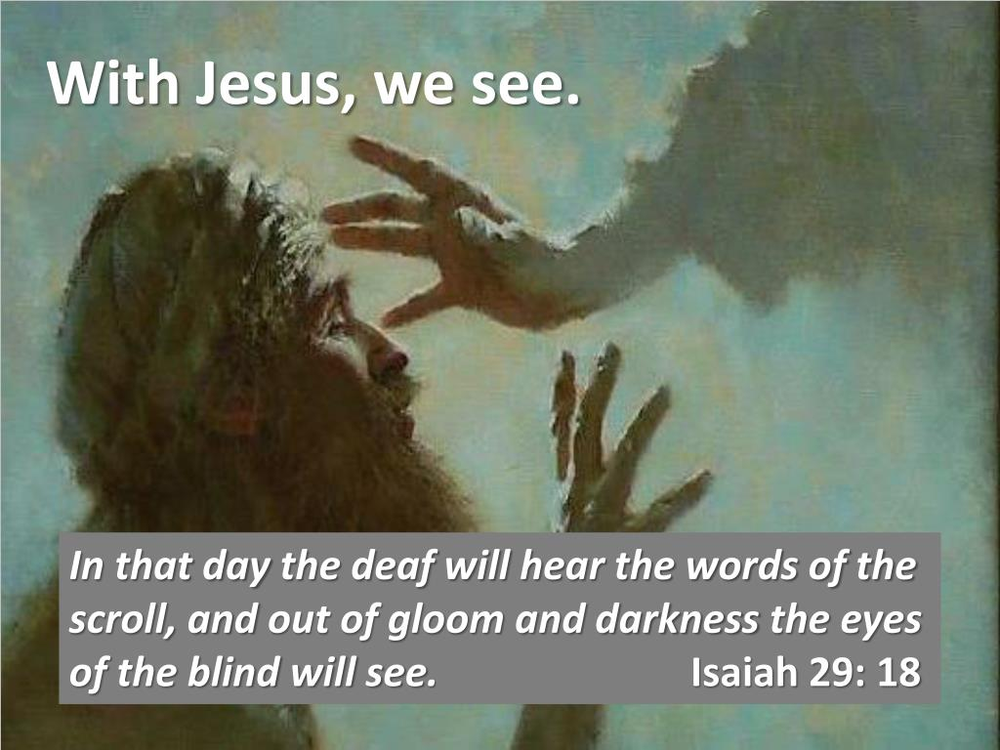 With Jesus, we see.
In that day the deaf will hear the words of the
scroll, and out of gloom and darkness the eyes
of the blind will see. Isaiah 29: 18